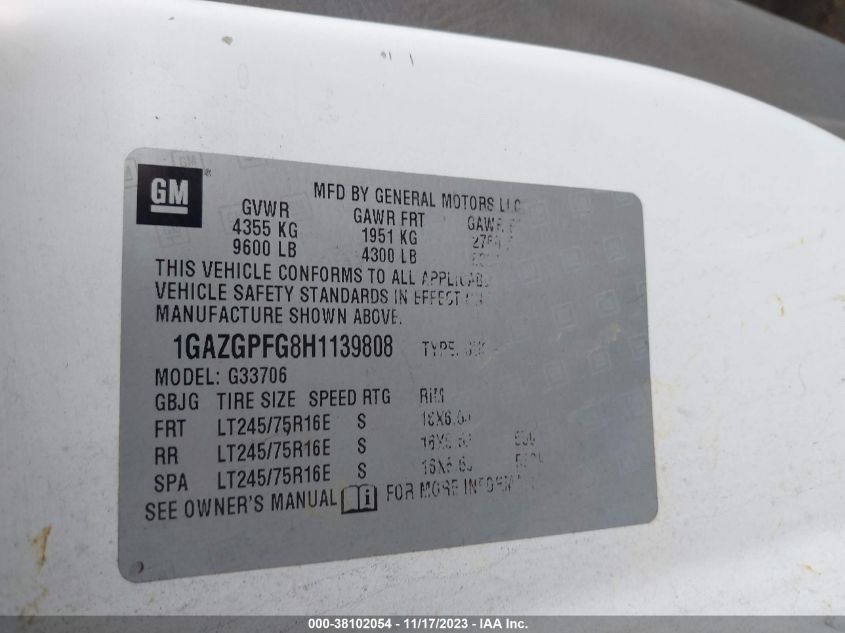 GM
MFD BY GENERAL MOTORS LLC
GVWR GAWR FRT
4355 KG 1951 KG
9600 LB 4300 LB
THIS VEHICLE CONFORMS TO ALL
VEHICLE SAFETY STANDARDS IN EFFECT
MANUFACTURE SHOWN ABOVE.
1GAZGPFG8H1139808 TYPE:
MODEL: G33706
GBJG TIRE SIZE SPEED RTG RIM
FRT LT245/75R16E S
RR LT245/75R16E S
SPA LT245/75R16E S
SEE OWNER'S MANUAL FOR MORE
000-38102054 - 11/17/2023 - IAA Inc.